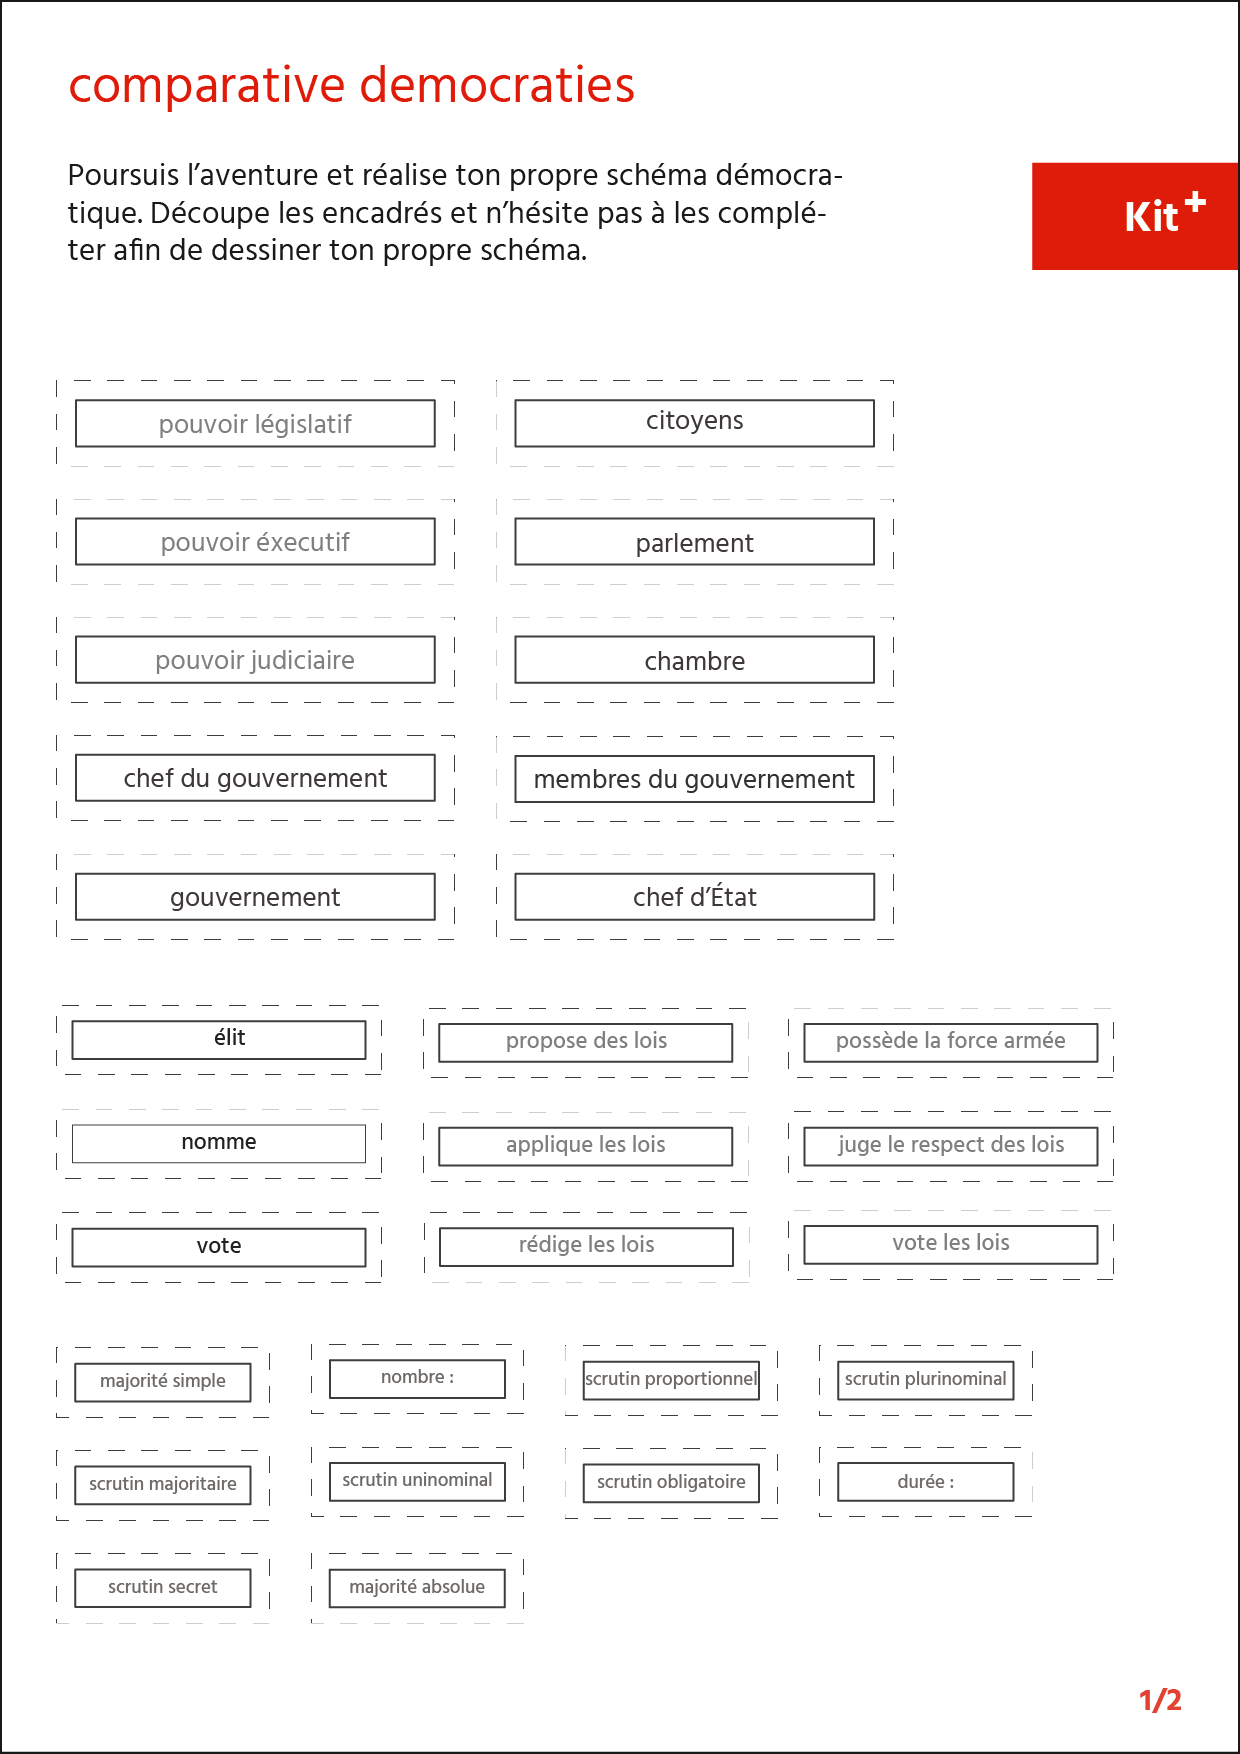 comparative democraties
Poursuis l’aventure et réalise ton propre schéma démocra-
tique. Découpe les encadrés et n’hésite pas à les complé-
ter afin de dessiner ton propre schéma.
Kit+
pouvoir législatif
citoyens
pouvoir éxecutif
parlement
pouvoir judiciaire
chambre
chef du gouvernement
membres du gouvernement
gouvernement
chef d’État
élit
propose des lois
possède la force armée
nomme
applique les lois
juge le respect des lois
vote
rédige les lois
vote les lois
majorité simple
nombre :
scrutin proportionnel
scrutin plurinominal
scrutin majoritaire
scrutin uninominal
scrutin obligatoire
durée :
scrutin secret
majorité absolue
1/2